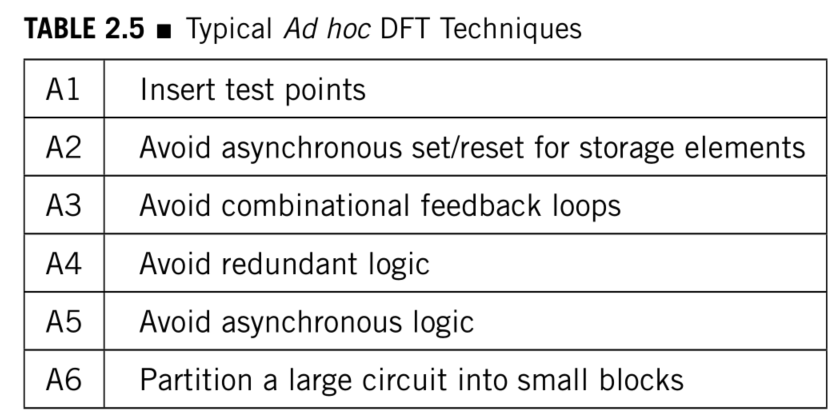 TABLE 2.5 ■ Typical Ad hoc DFT Techniques
A1 Insert test points
A2 Avoid asynchronous set/reset for storage elements
A3 Avoid combinational feedback loops
A4 Avoid redundant logic
A5 Avoid asynchronous logic
A6 Partition a large circuit into small blocks